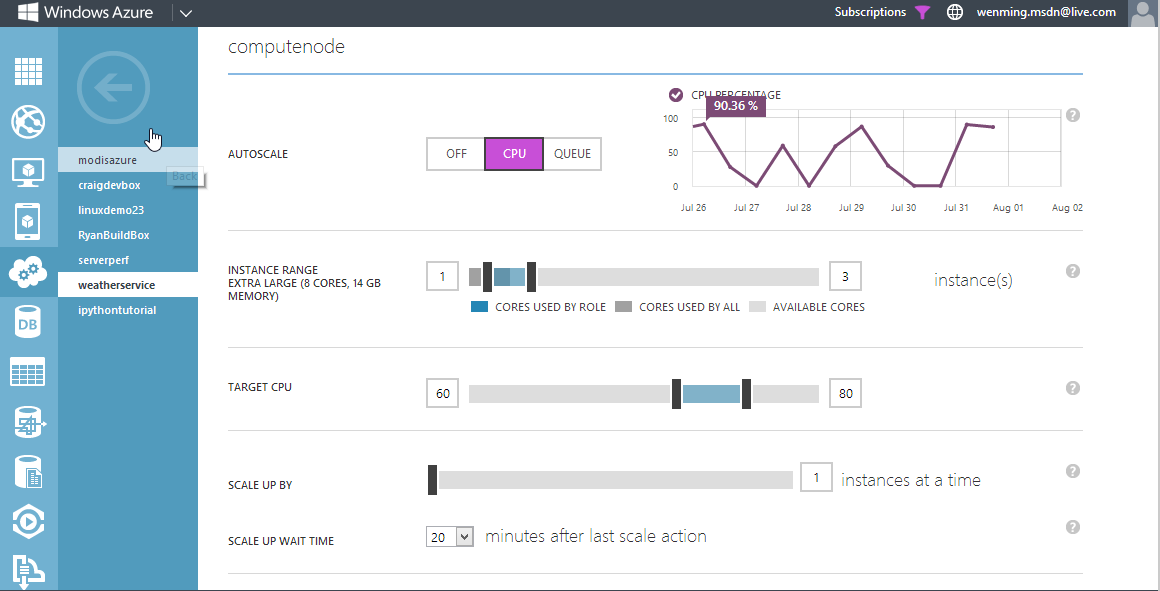 Windows Azure
Subscriptions
wenming.msdn@live.com
modisazure
Back
craigdevbox
linuxdemo23
RyanBuildBox
serverperf
weatherservice
ipythontutorial
DB
computenode
AUTOSCALE
OFF CPU QUEUE
CPU PERCENTAGE
90.36 %
100
50
0
Jul 26 Jul 27 Jul 28 Jul 29 Jul 30 Jul 31 Aug 01 Aug 02
INSTANCE RANGE
EXTRA LARGE (8 CORES, 14 GB
MEMORY)
1 3 instance(s)
CORES USED BY ROLE CORES USED BY ALL AVAILABLE CORES
TARGET CPU
60 80
SCALE UP BY
1 instances at a time
SCALE UP WAIT TIME
20 minutes after last scale action